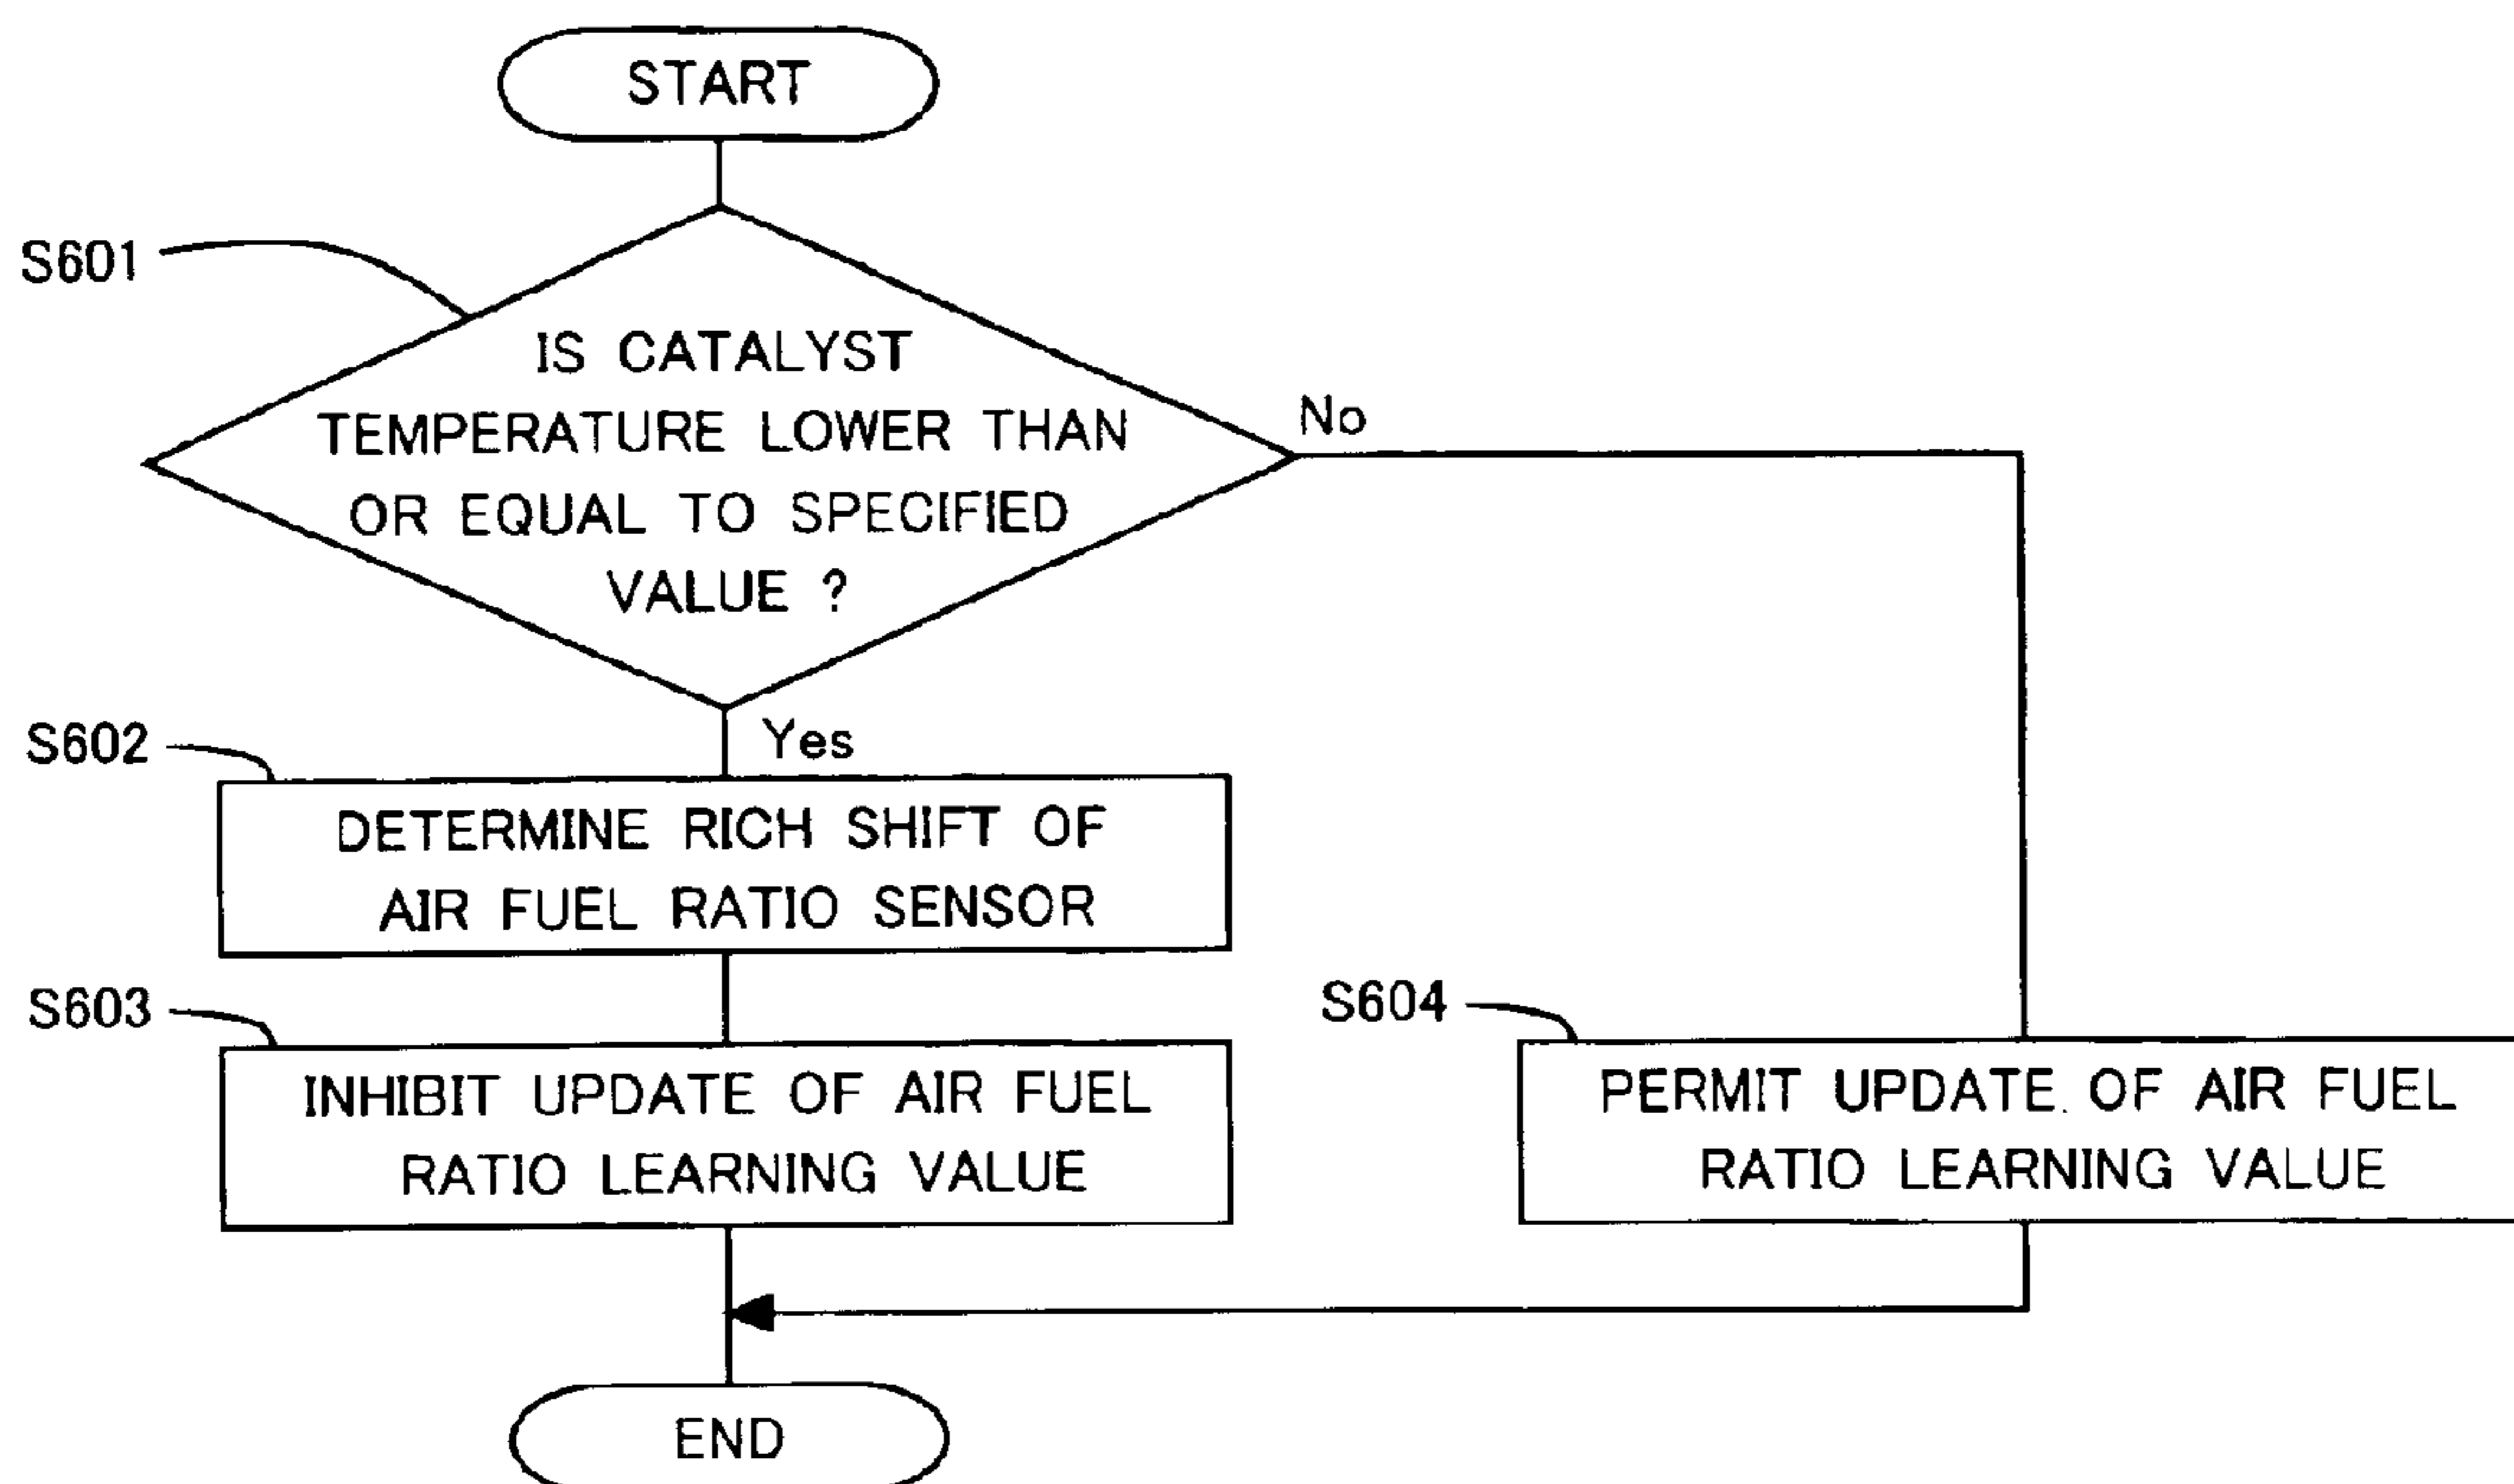 START
S601
IS CATALYST
TEMPERATURE LOWER THAN
OR EQUAL TO SPECIFIED
VALUE ?
No
Yes
S602
DETERMINE RICH SHIFT OF
AIR FUEL RATIO SENSOR
S603
INHIBIT UPDATE OF AIR FUEL
RATIO LEARNING VALUE
S604
PERMIT UPDATE OF AIR FUEL
RATIO LEARNING VALUE
END